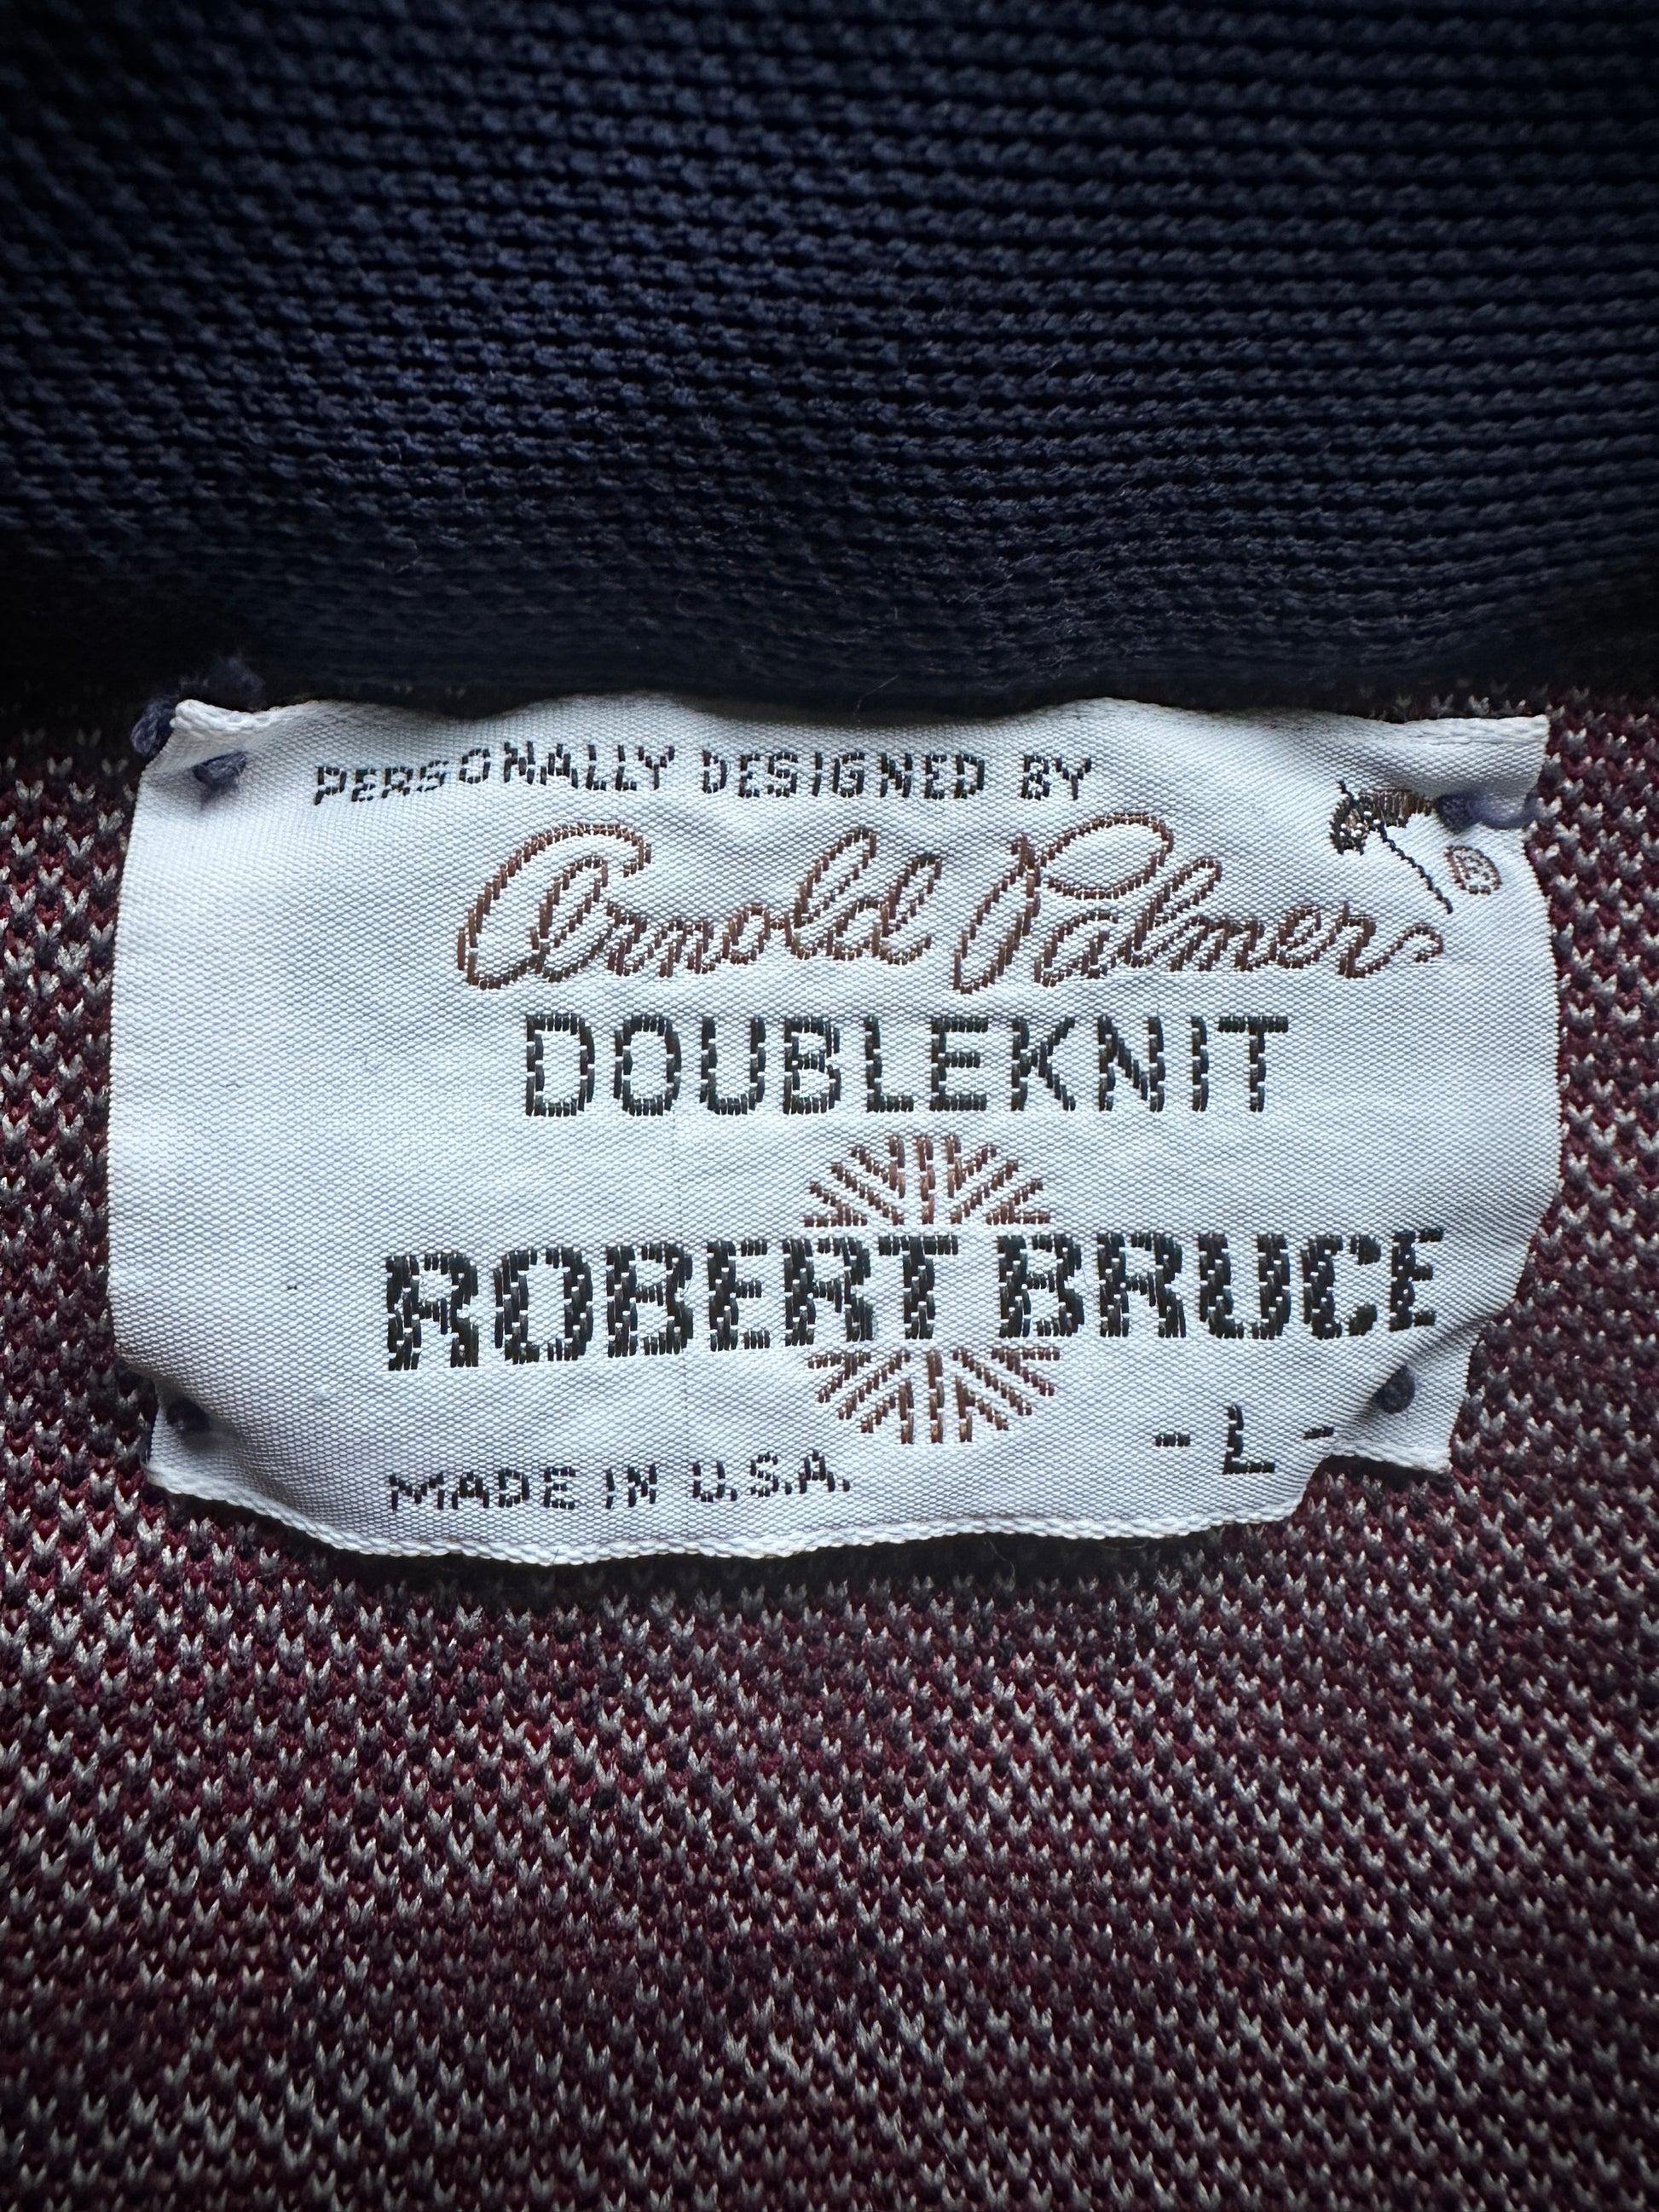 PERSONALLY DESIGNED BY
Arnold Palmer ®
DOUBLEKNIT
ROBERT BRUCE
- L -
MADE IN U.S.A.